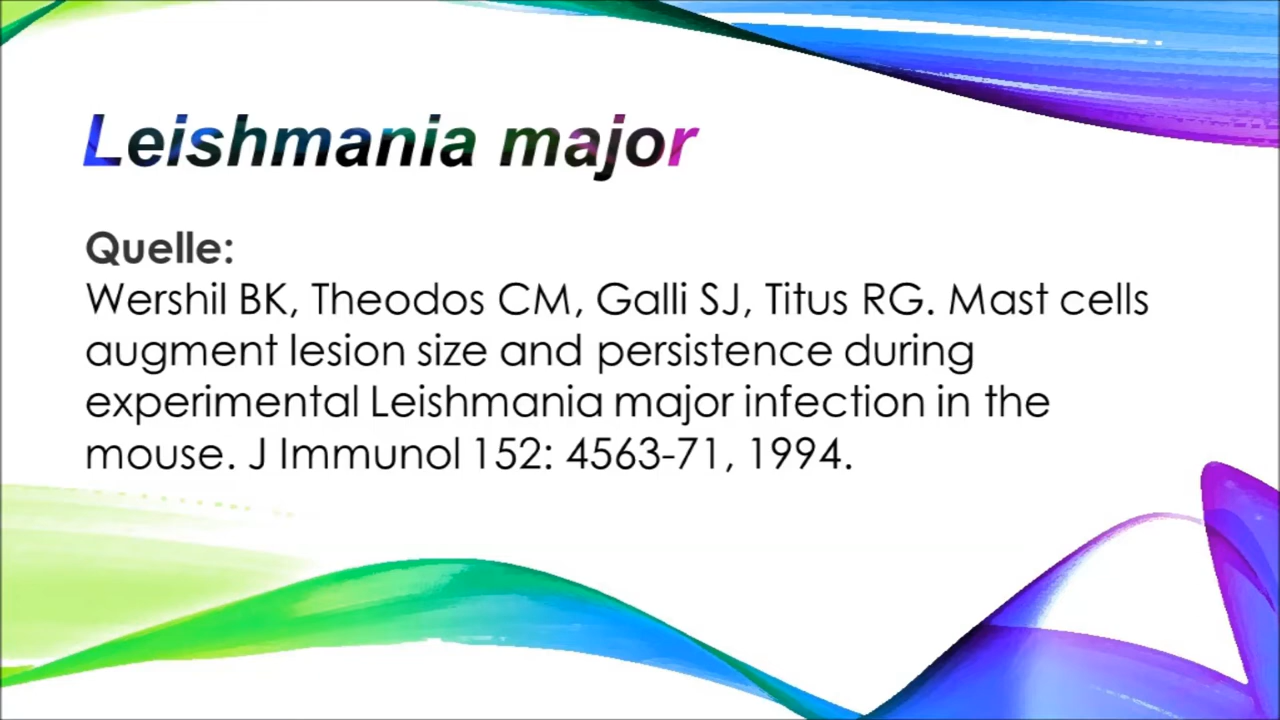 Leishmania major
Quelle:
Wershil BK, Theodos CM, Galli SJ, Titus RG. Mast cells
augment lesion size and persistence during
experimental Leishmania major infection in the
mouse. J Immunol 152: 4563-71, 1994.